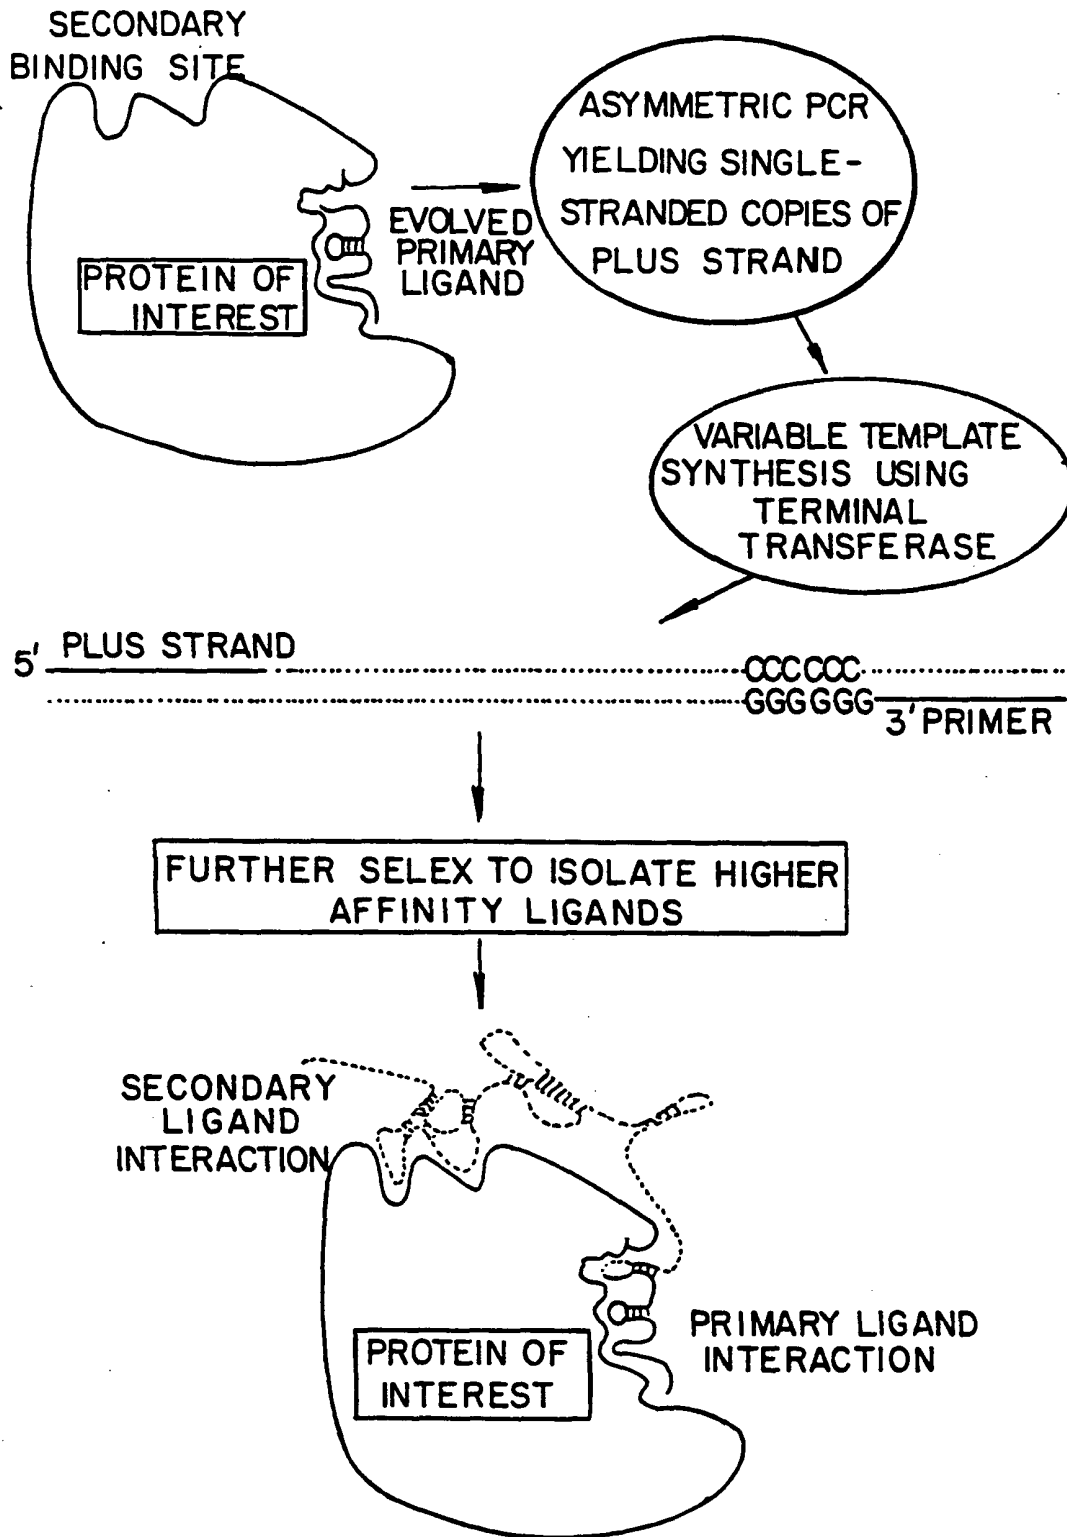 SECONDARY
BINDING SITE
ASYMMETRIC PCR
YIELDING SINGLE-
STRANDED COPIES OF
PLUS STRAND
EVOLVED
PRIMARY
LIGAND
PROTEIN OF
INTEREST
VARIABLE TEMPLATE
SYNTHESIS USING
TERMINAL
TRANSFERASE
5' PLUS STRAND
CCCCCC
GGGGGG
3' PRIMER
FURTHER SELEX TO ISOLATE HIGHER
AFFINITY LIGANDS
SECONDARY
LIGAND
INTERACTION
PROTEIN OF
INTEREST
PRIMARY LIGAND
INTERACTION